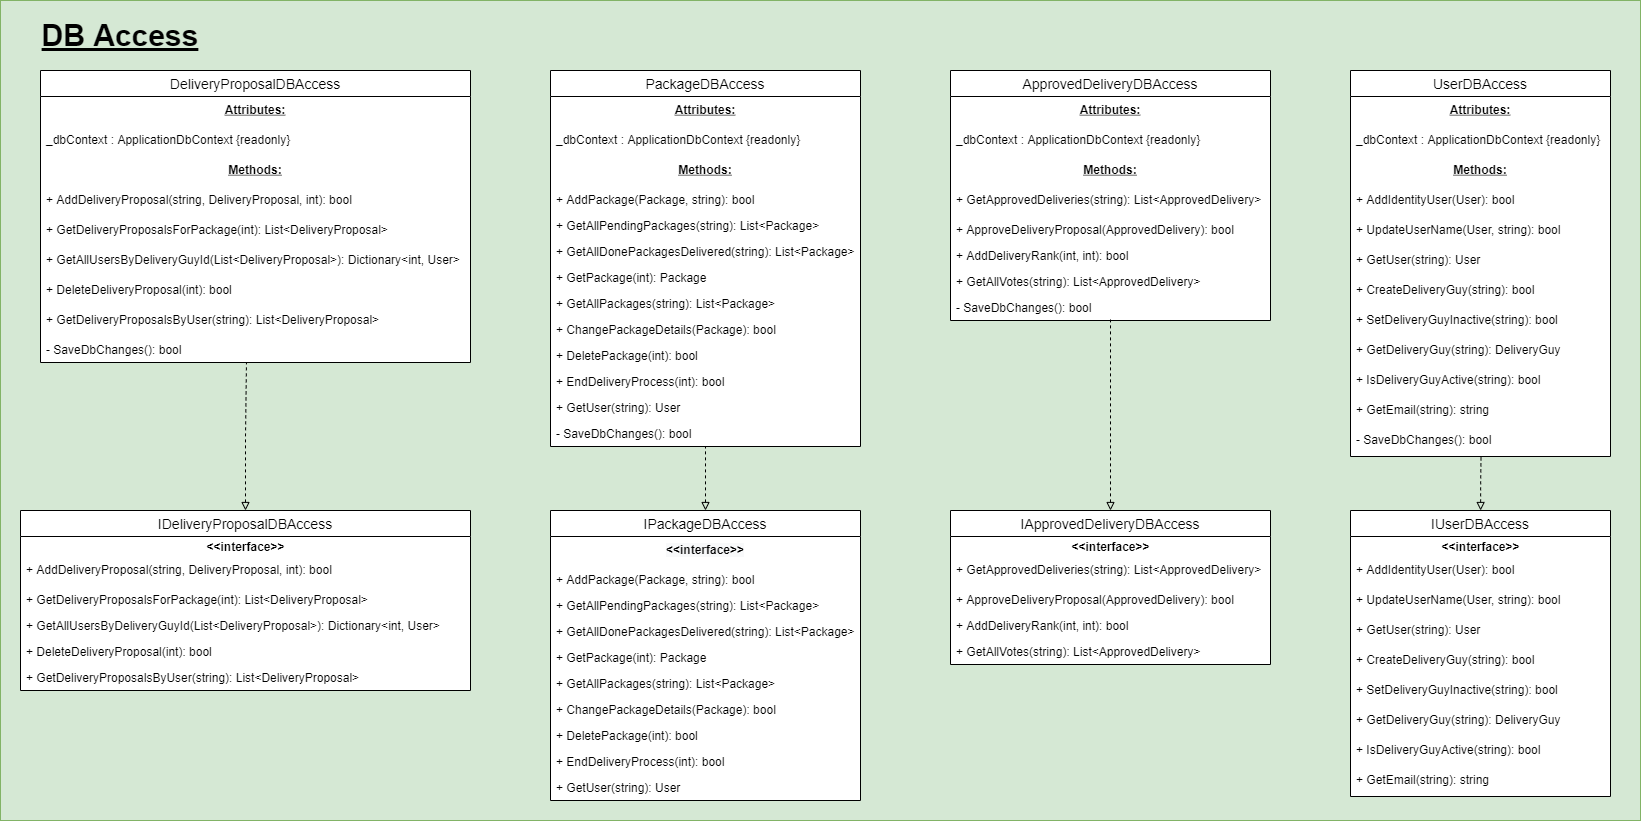 DB Access
DeliveryProposalDBAccess
Attributes:
_dbContext : ApplicationDbContext {readonly}
Methods:
+ AddDeliveryProposal(string, DeliveryProposal, int): bool
+ GetDeliveryProposalsForPackage(int): List<DeliveryProposal>
+ GetAllUsersByDeliveryGuyId(List<DeliveryProposal>): Dictionary<int, User>
+ DeleteDeliveryProposal(int): bool
+ GetDeliveryProposalsByUser(string): List<DeliveryProposal>
- SaveDbChanges(): bool
PackageDBAccess
Attributes:
_dbContext : ApplicationDbContext {readonly}
Methods:
+ AddPackage(Package, string): bool
+ GetAllPendingPackages(string): List<Package>
+ GetAllDonePackagesDelivered(string): List<Package>
+ GetPackage(int): Package
+ GetAllPackages(string): List<Package>
+ ChangePackageDetails(Package): bool
+ DeletePackage(int): bool
+ EndDeliveryProcess(int): bool
+ GetUser(string): User
- SaveDbChanges(): bool
ApprovedDeliveryDBAccess
Attributes:
_dbContext : ApplicationDbContext {readonly}
Methods:
+ GetApprovedDeliveries(string): List<ApprovedDelivery>
+ ApproveDeliveryProposal(ApprovedDelivery): bool
+ AddDeliveryRank(int, int): bool
+ GetAllVotes(string): List<ApprovedDelivery>
- SaveDbChanges(): bool
UserDBAccess
Attributes:
_dbContext : ApplicationDbContext {readonly}
Methods:
+ AddIdentityUser(User): bool
+ UpdateUserName(User, string): bool
+ GetUser(string): User
+ CreateDeliveryGuy(string): bool
+ SetDeliveryGuyInactive(string): bool
+ GetDeliveryGuy(string): DeliveryGuy
+ IsDeliveryGuyActive(string): bool
+ GetEmail(string): string
- SaveDbChanges(): bool
IDeliveryProposalDBAccess
<<interface>>
+ AddDeliveryProposal(string, DeliveryProposal, int): bool
+ GetDeliveryProposalsForPackage(int): List<DeliveryProposal>
+ GetAllUsersByDeliveryGuyId(List<DeliveryProposal>): Dictionary<int, User>
+ DeleteDeliveryProposal(int): bool
+ GetDeliveryProposalsByUser(string): List<DeliveryProposal>
IPackageDBAccess
<<interface>>
+ AddPackage(Package, string): bool
+ GetAllPendingPackages(string): List<Package>
+ GetAllDonePackagesDelivered(string): List<Package>
+ GetPackage(int): Package
+ GetAllPackages(string): List<Package>
+ ChangePackageDetails(Package): bool
+ DeletePackage(int): bool
+ EndDeliveryProcess(int): bool
+ GetUser(string): User
IApprovedDeliveryDBAccess
<<interface>>
+ GetApprovedDeliveries(string): List<ApprovedDelivery>
+ ApproveDeliveryProposal(ApprovedDelivery): bool
+ AddDeliveryRank(int, int): bool
+ GetAllVotes(string): List<ApprovedDelivery>
IUserDBAccess
<<interface>>
+ AddIdentityUser(User): bool
+ UpdateUserName(User, string): bool
+ GetUser(string): User
+ CreateDeliveryGuy(string): bool
+ SetDeliveryGuyInactive(string): bool
+ GetDeliveryGuy(string): DeliveryGuy
+ IsDeliveryGuyActive(string): bool
+ GetEmail(string): string